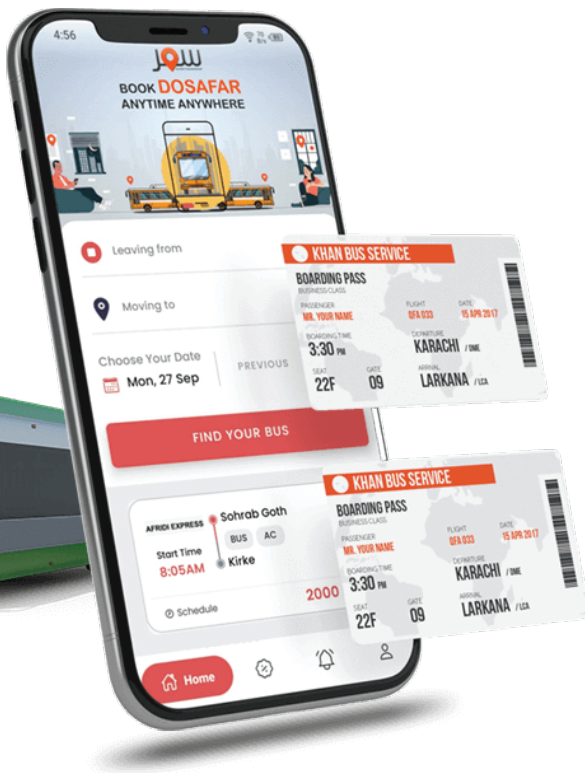 4:56
سفر
BOOK DOSAFAR
ANYTIME ANYWHERE
Leaving from
Moving to
Choose Your Date
Mon, 27 Sep
PREVIOUS
FIND YOUR BUS
AFRIDI EXPRESS
Sohrab Goth
BUS AC
Kirke
Start Time
8:05AM
Schedule
2000
Home
KHAN BUS SERVICE
BOARDING PASS
BUSINESS CLASS
PASSENGER FLIGHT DATE
MR. YOUR NAME QFA 033 15 APR 2017
BOARDING TIME DEPARTURE
3:30 PM KARACHI / DME
SEAT GATE ARRIVAL
22F 09 LARKANA / LCA
KHAN BUS SERVICE
BOARDING PASS
BUSINESS CLASS
PASSENGER FLIGHT DATE
MR. YOUR NAME QFA 033 15 APR 2017
BOARDING TIME DEPARTURE
3:30 PM KARACHI / DME
SEAT GATE ARRIVAL
22F 09 LARKANA / LCA